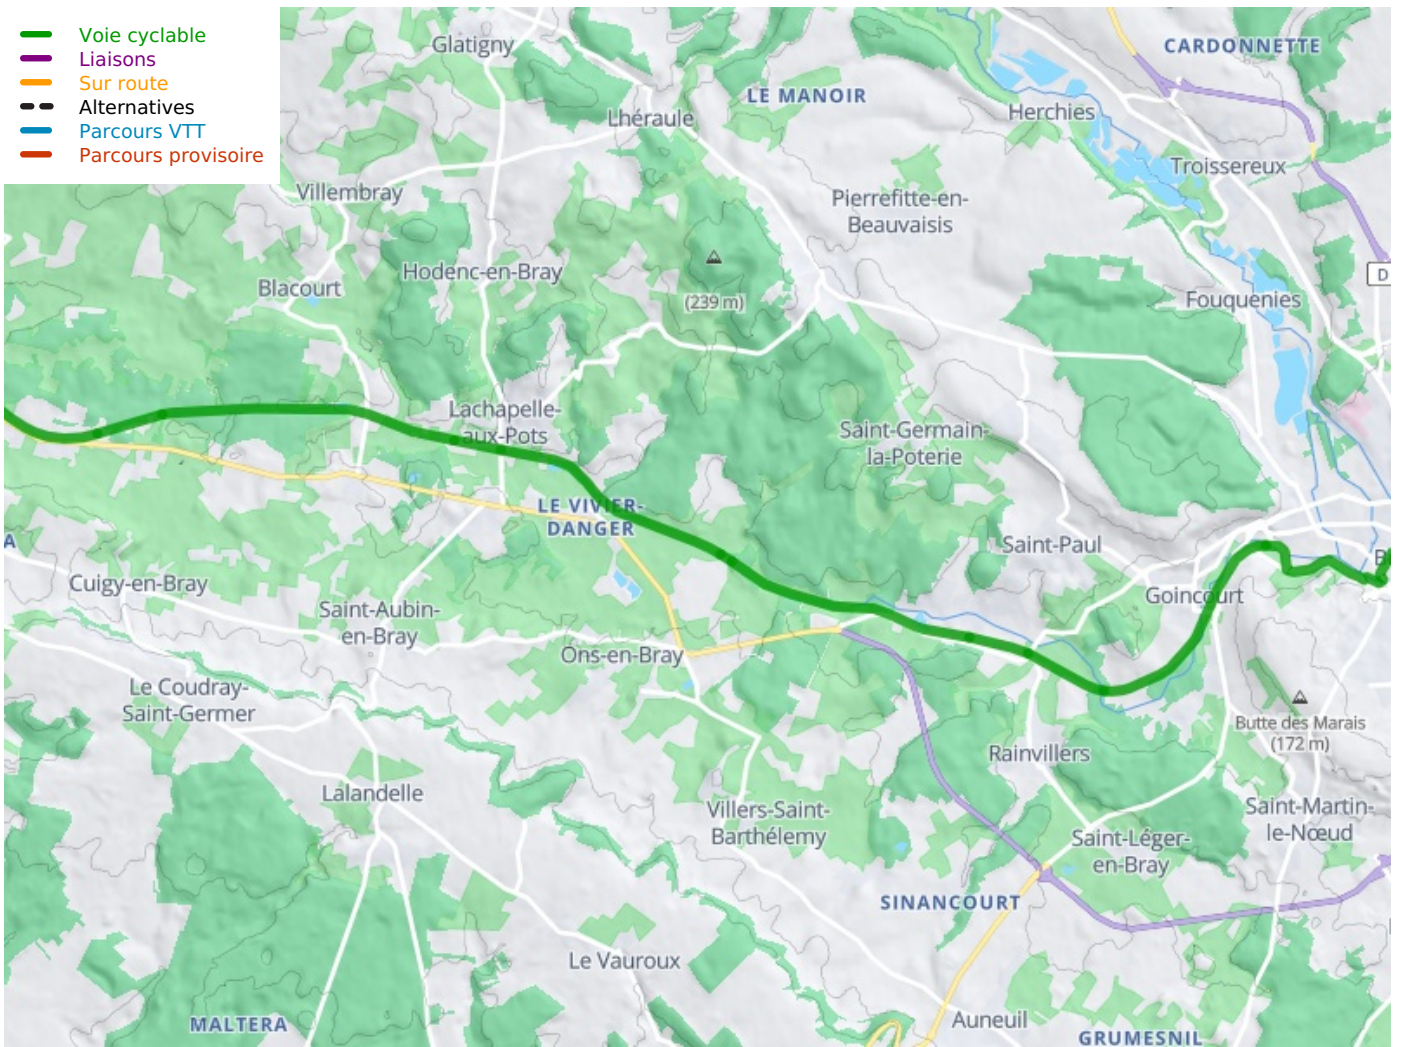 Voie cyclable
Liaisons
Sur route
Alternatives
Parcours VTT
Parcours provisoire
Glatigny
CARDONNETTE
LE MANOIR
Herchies
Lhéraule
Troissereux
Villembray
Pierrefitte-en-
Beauvaisis
Hodenc-en-Bray
D
Blacourt
(239 m)
Fouquenies
Lachapelle-
aux-Pots
Saint-Germain-
la-Poterie
LE VIVIER-
DANGER
A
Saint-Paul
B
Cuigy-en-Bray
Goincourt
Saint-Aubin-
en-Bray
Ons-en-Bray
Le Coudray-
Saint-Germer
Butte des Marais
(172 m)
Rainvillers
Lalandelle
Villers-Saint-
Barthélemy
Saint-Martin-
le-Nœud
Saint-Léger-
en-Bray
SINANCOURT
Le Vauroux
MALTERA
Auneuil
GRUMESNIL